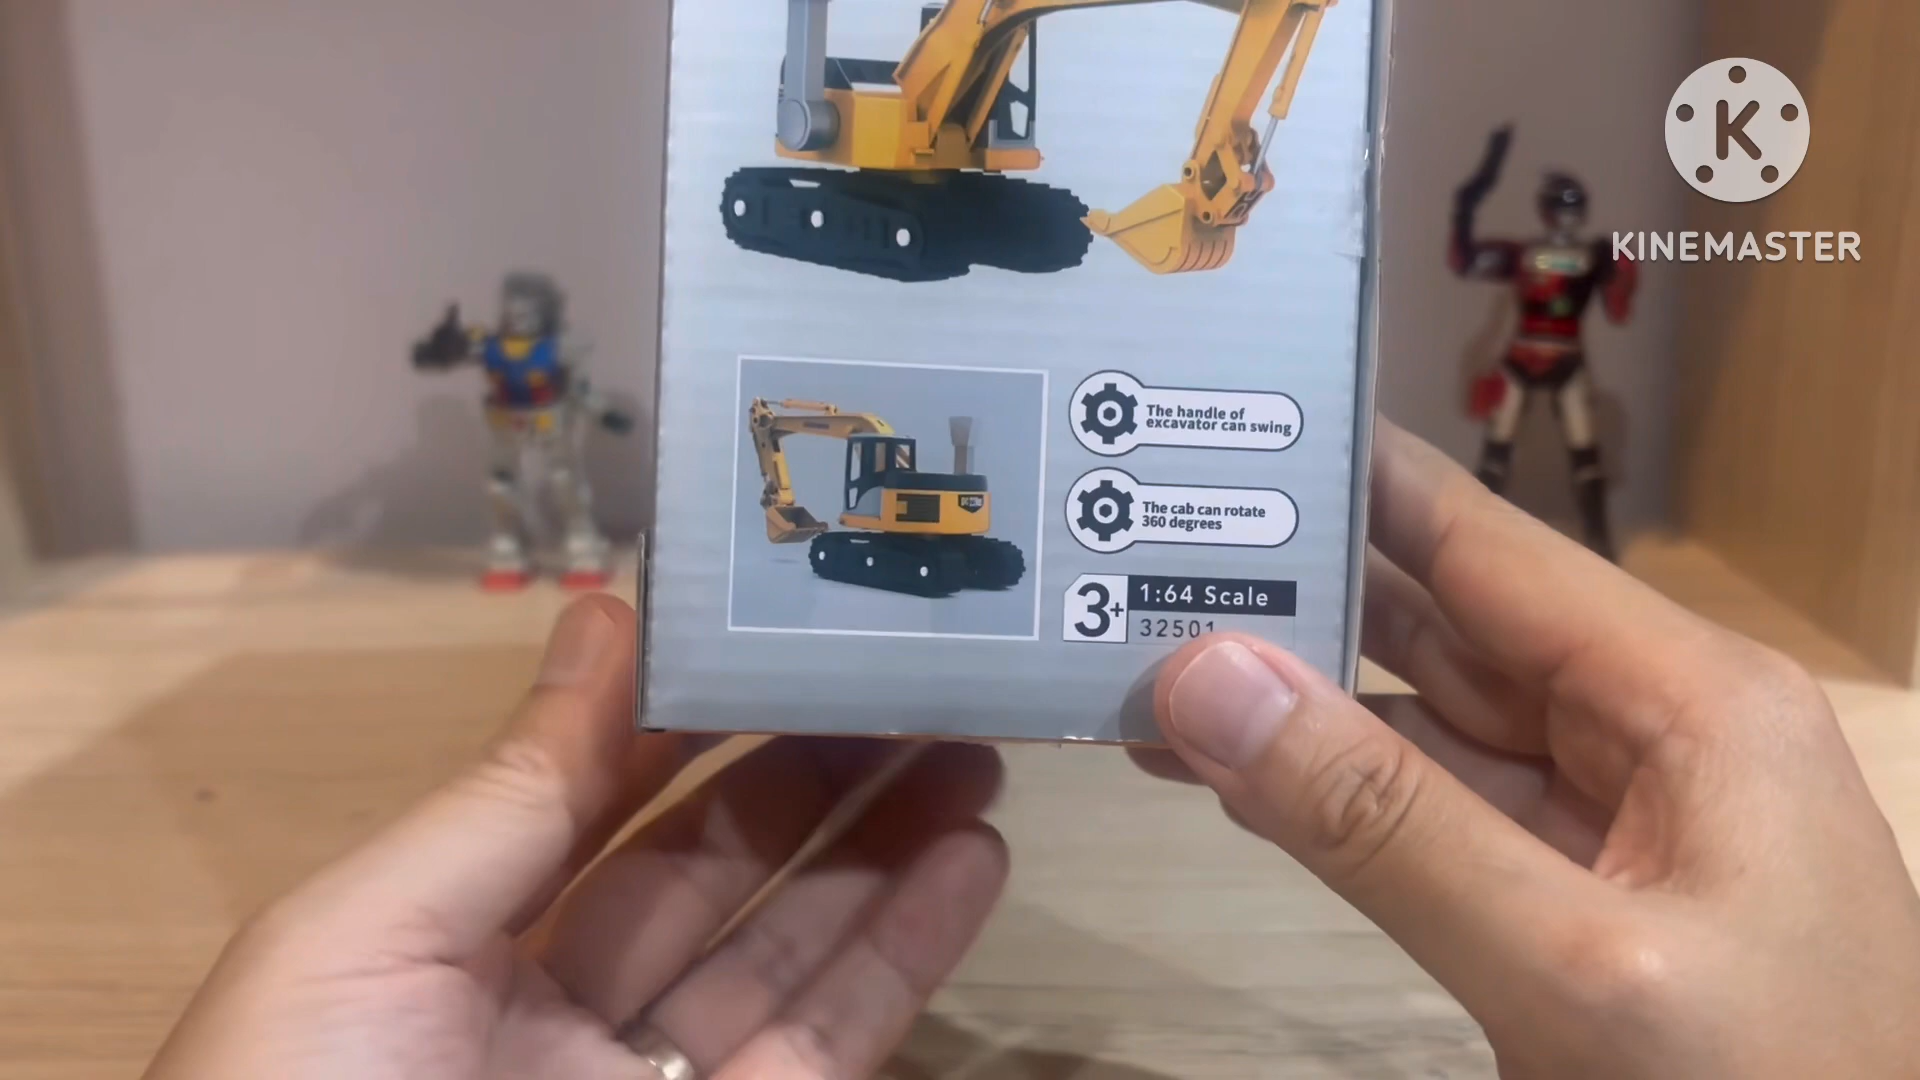 K
KINEMASTER
The handle of
excavator can swing
The cab can rotate
360 degrees
3+
1:64 Scale
32501